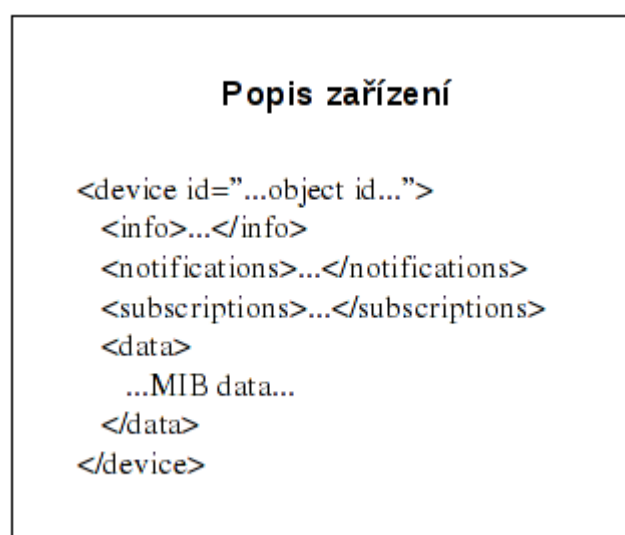 Popis zařízení
<device id=”...object id...”>
<info>...</info>
<notifications>...</notifications>
<subscriptions>...</subscriptions>
<data>
...MIB data...
</data>
</device>